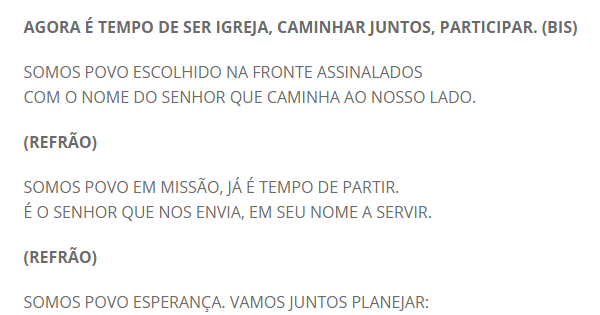 AGORA É TEMPO DE SER IGREJA, CAMINHAR JUNTOS, PARTICIPAR. (BIS)
SOMOS POVO ESCOLHIDO NA FRONTE ASSINALADOS
COM O NOME DO SENHOR QUE CAMINHA AO NOSSO LADO.
(REFRÃO)
SOMOS POVO EM MISSÃO, JÁ É TEMPO DE PARTIR.
É O SENHOR QUE NOS ENVIA, EM SEU NOME A SERVIR.
(REFRÃO)
SOMOS POVO ESPERANÇA. VAMOS JUNTOS PLANEJAR: